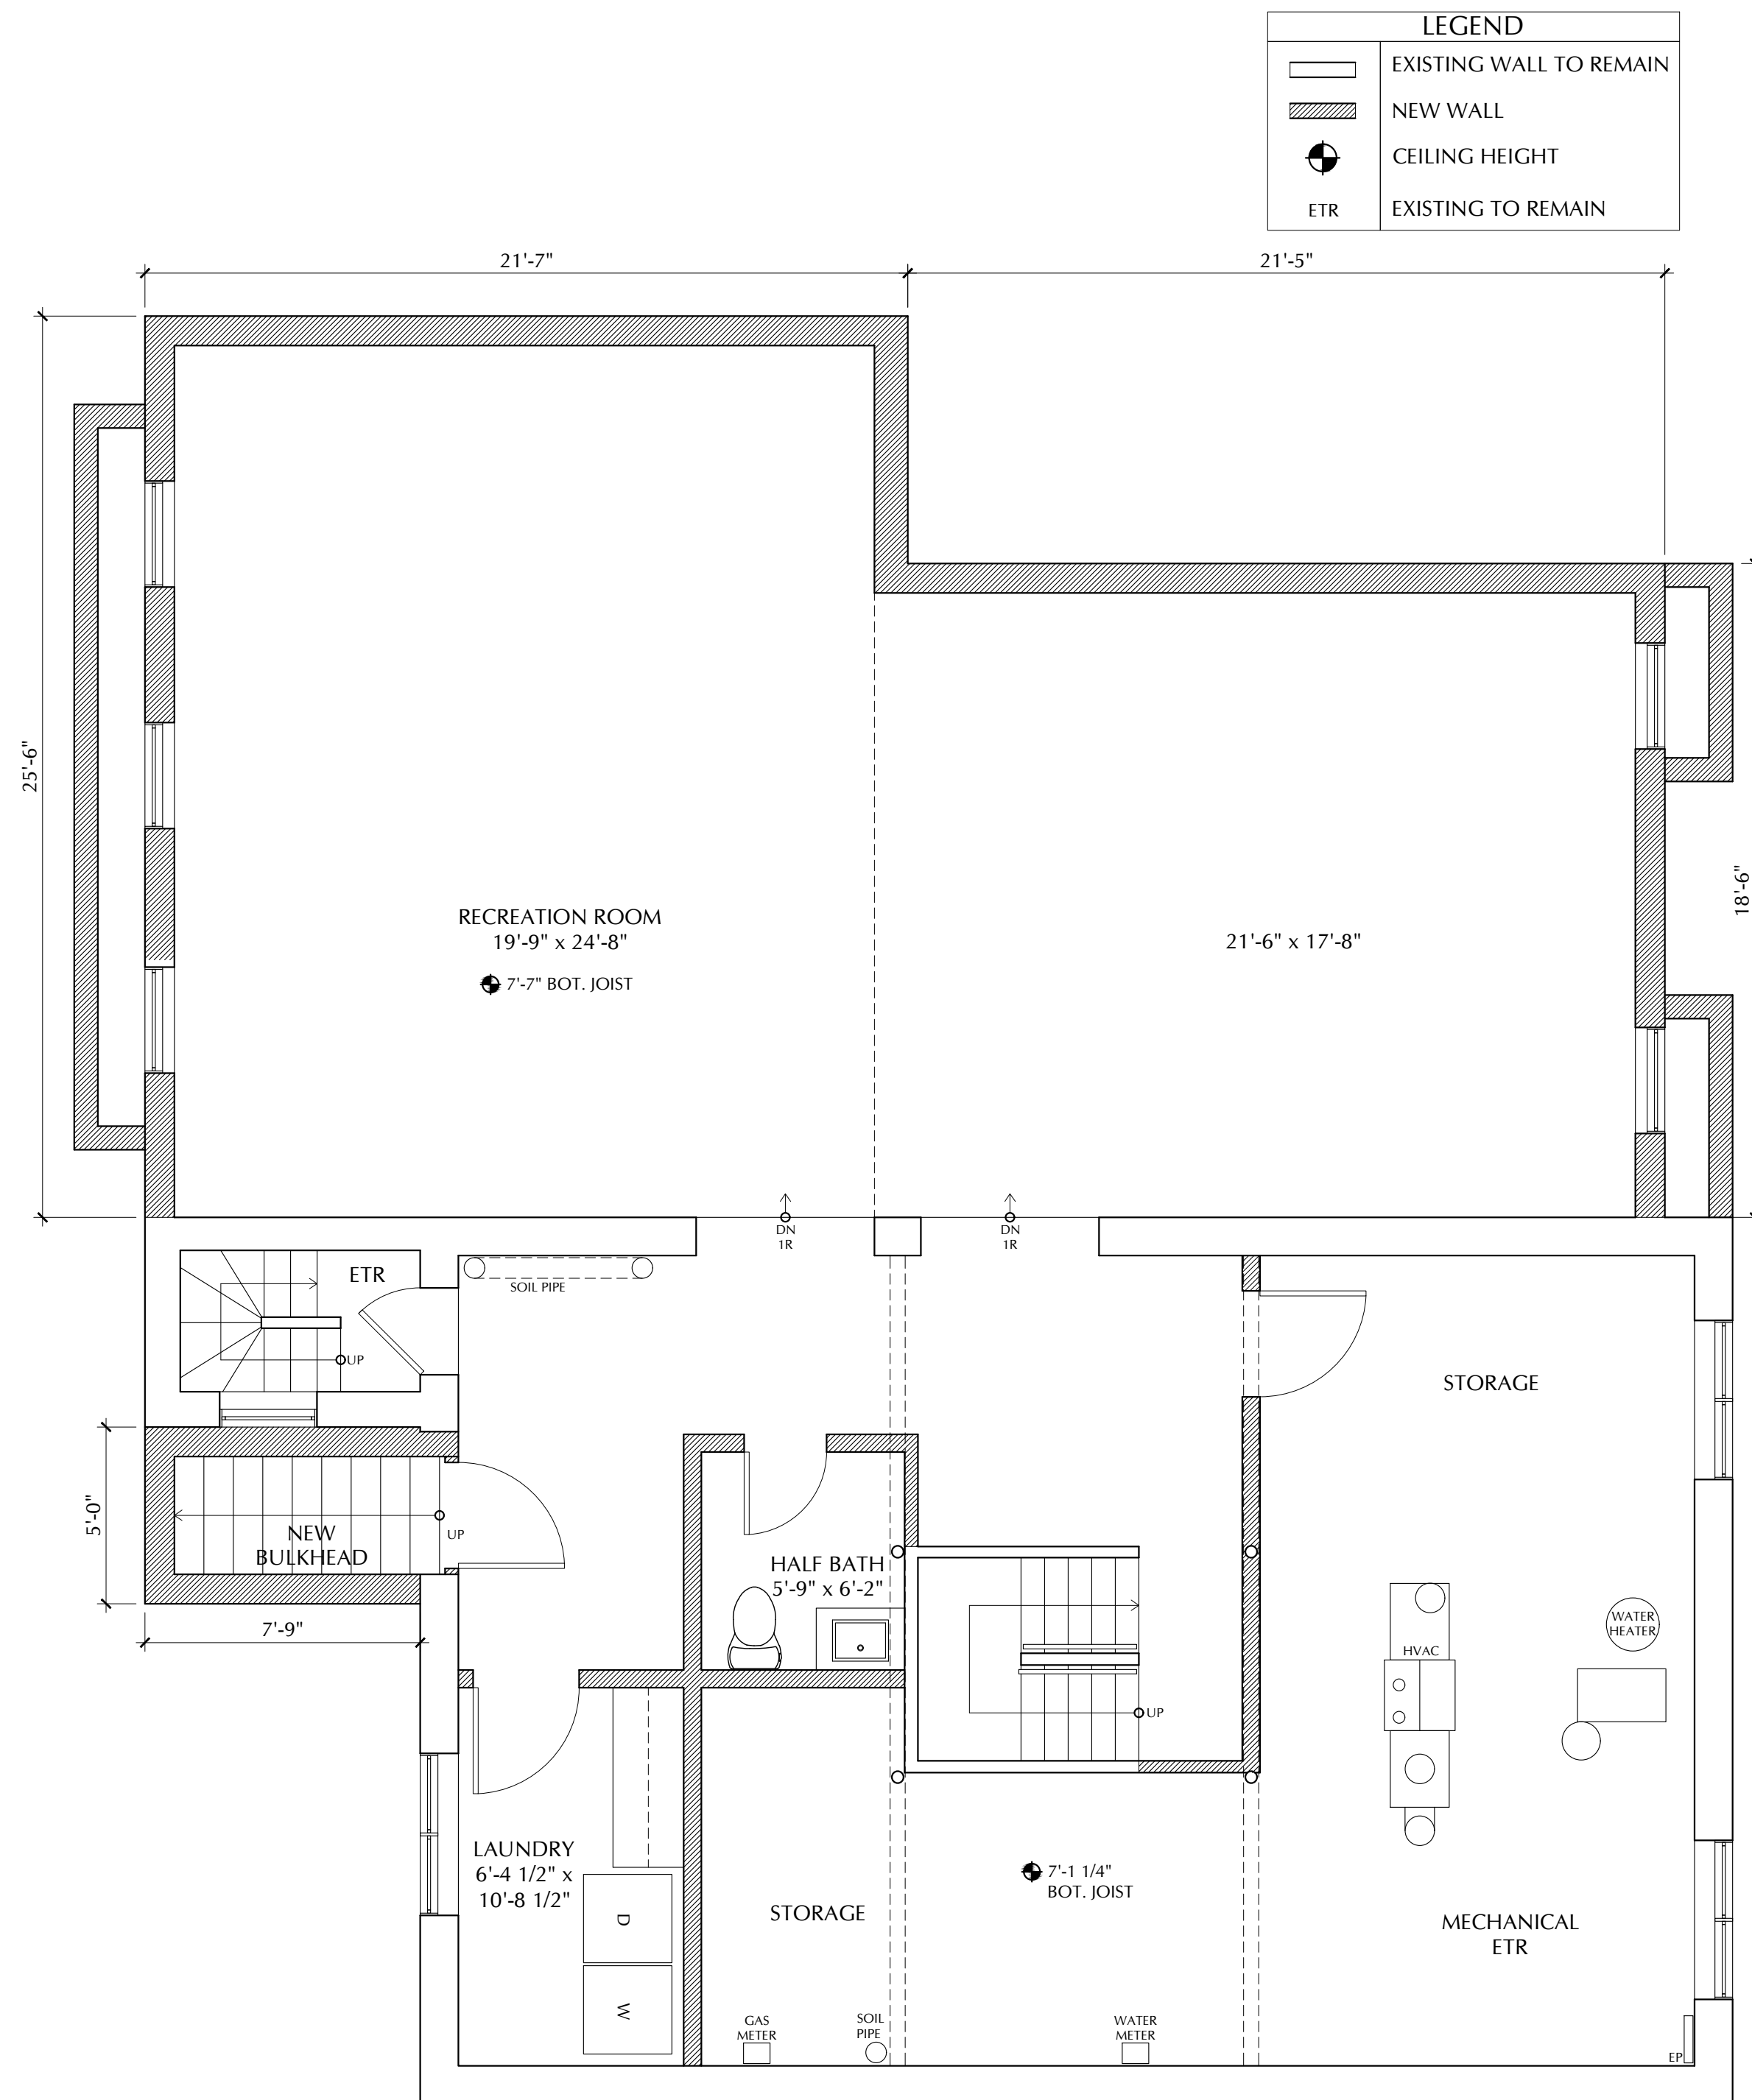 LEGEND
EXISTING WALL TO REMAIN
NEW WALL
CEILING HEIGHT
ETR EXISTING TO REMAIN
21'-7"
21'-5"
25'-6"
18'-6"
RECREATION ROOM
19'-9" x 24'-8"
7'-7" BOT. JOIST
21'-6" x 17'-8"
DN
1R
DN
1R
ETR
SOIL PIPE
UP
STORAGE
5'-0"
NEW
BULKHEAD
UP
7'-9"
HALF BATH
5'-9" x 6'-2"
UP
HVAC
WATER
HEATER
LAUNDRY
6'-4 1/2" x
10'-8 1/2"
D
W
STORAGE
7'-1 1/4"
BOT. JOIST
MECHANICAL
ETR
GAS
METER
SOIL
PIPE
WATER
METER
EP